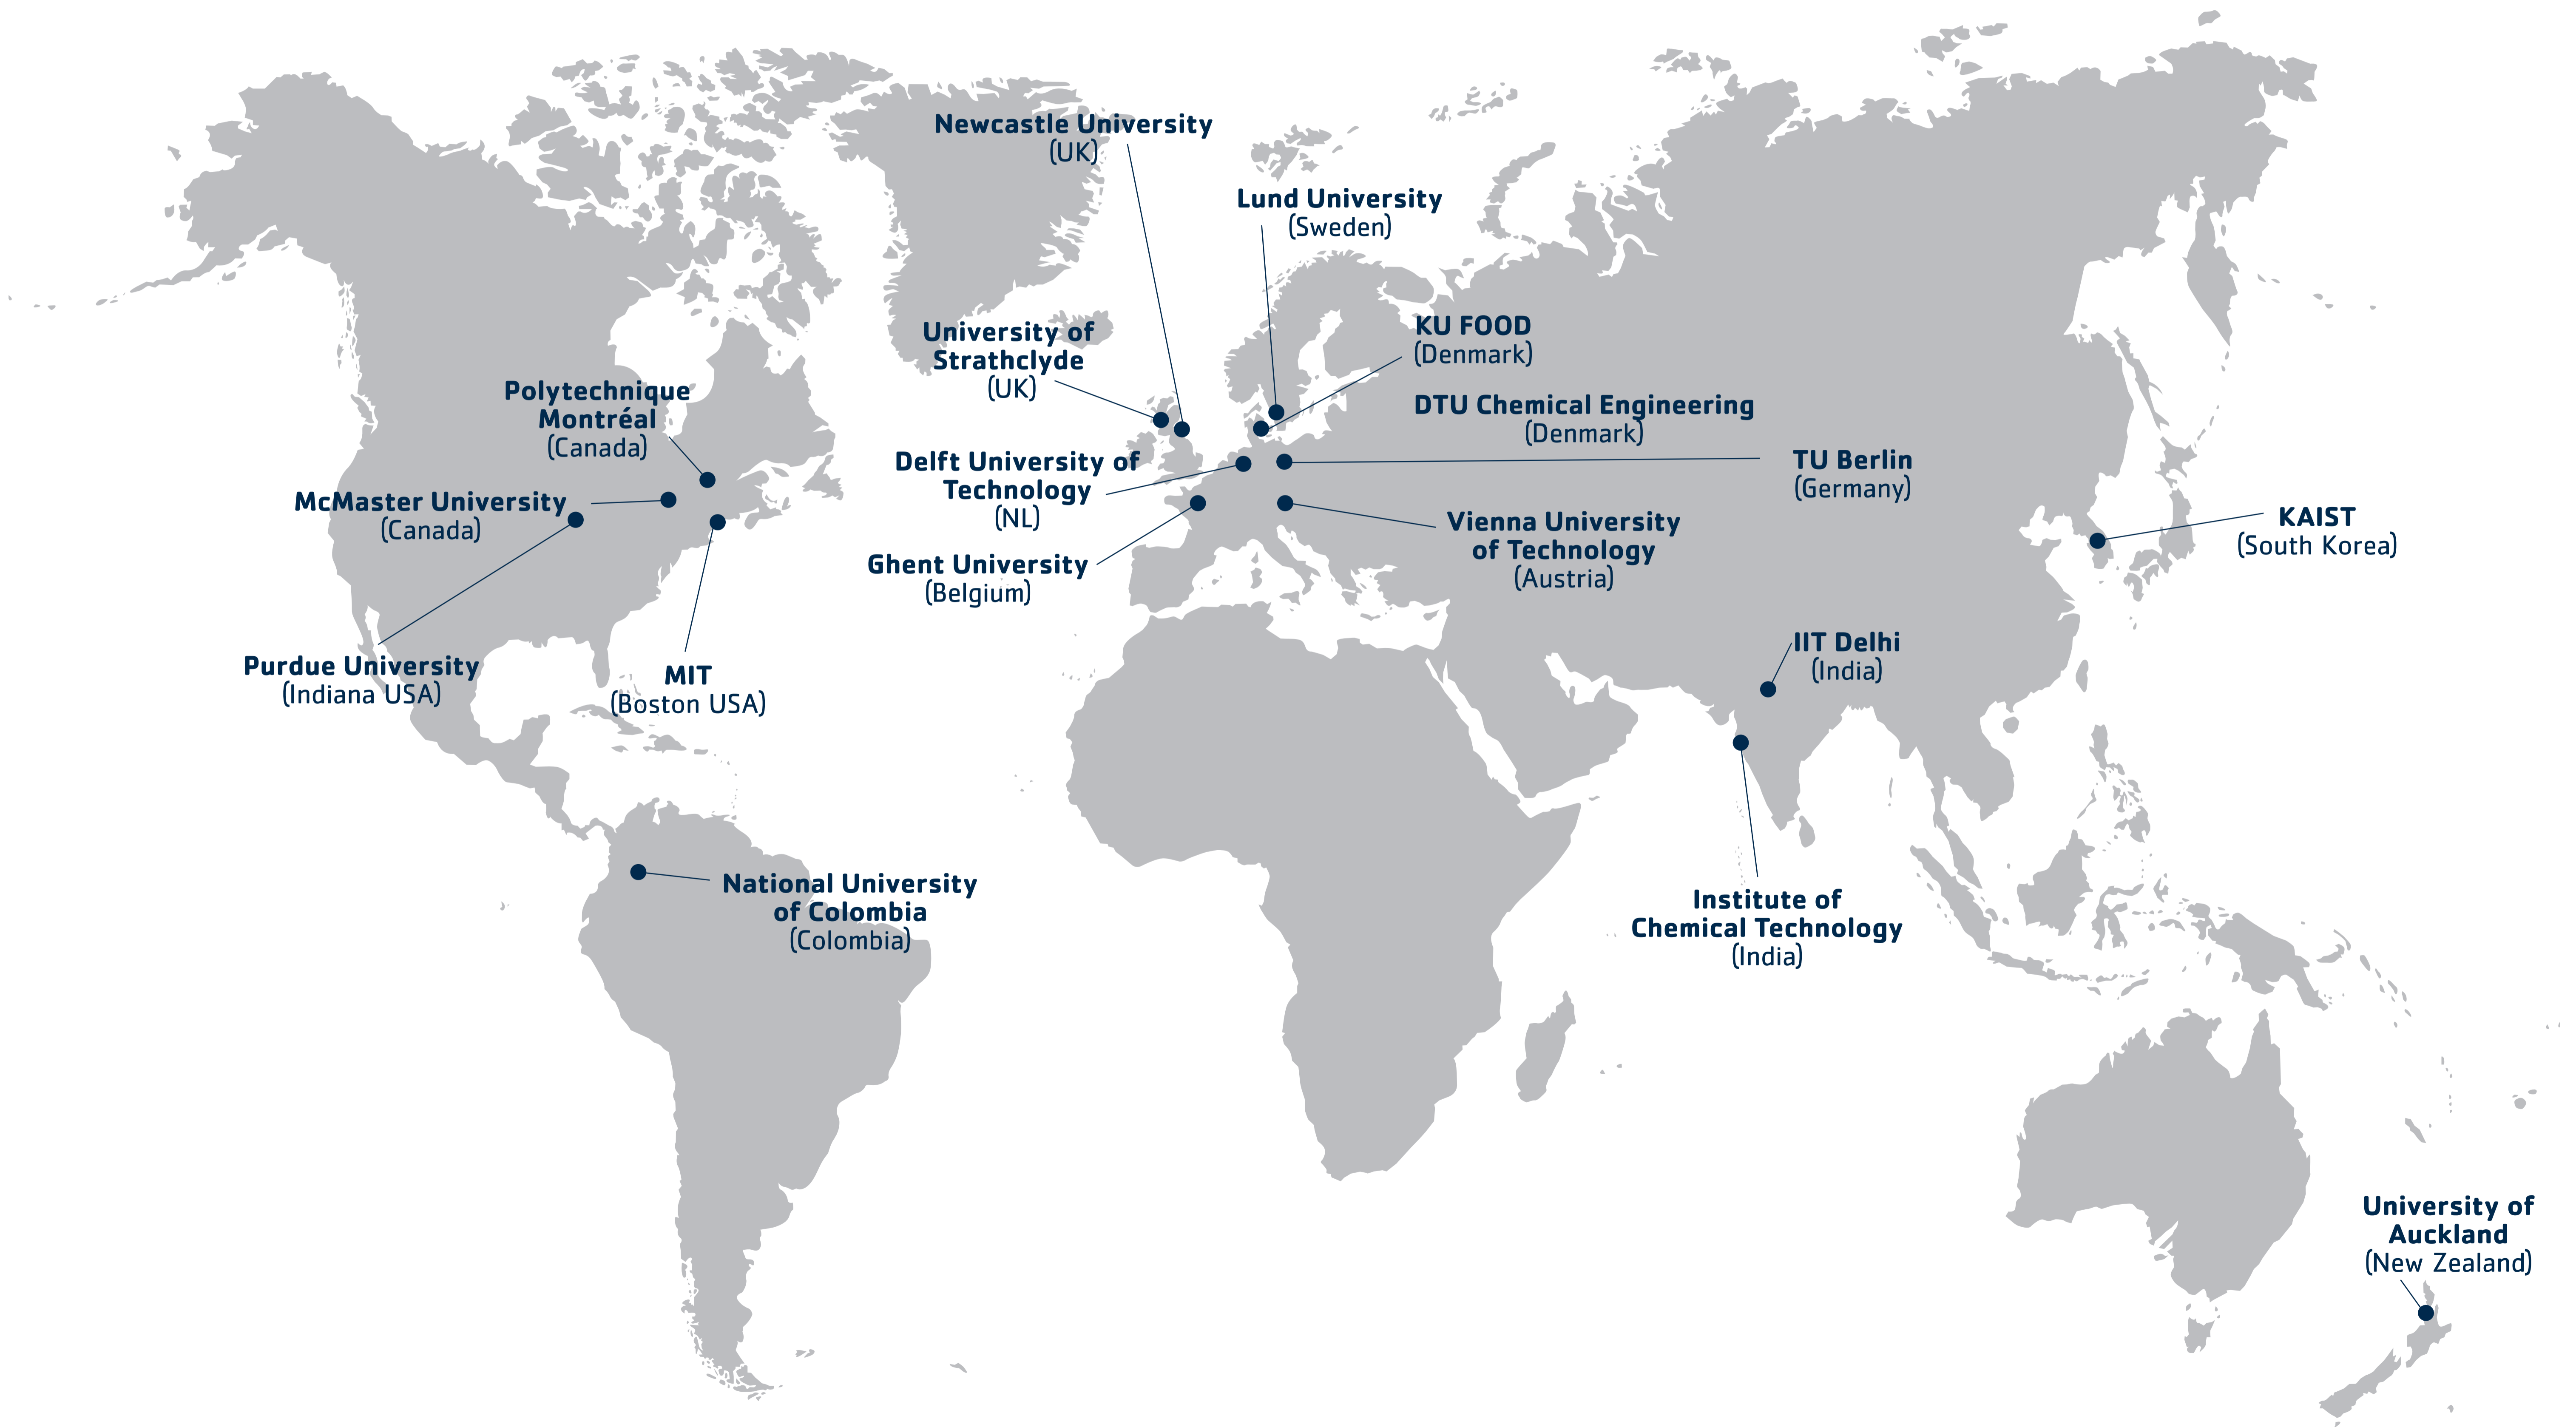 Newcastle University
(UK)
Lund University
(Sweden)
University of
Strathclyde
(UK)
KU FOOD
(Denmark)
Polytechnique
Montréal
(Canada)
DTU Chemical Engineering
(Denmark)
Delft University of
Technology
(NL)
TU Berlin
(Germany)
McMaster University
(Canada)
Vienna University
of Technology
(Austria)
KAIST
(South Korea)
Ghent University
(Belgium)
IIT Delhi
(India)
Purdue University
(Indiana USA)
MIT
(Boston USA)
National University
of Colombia
(Colombia)
Institute of
Chemical Technology
(India)
University of
Auckland
(New Zealand)